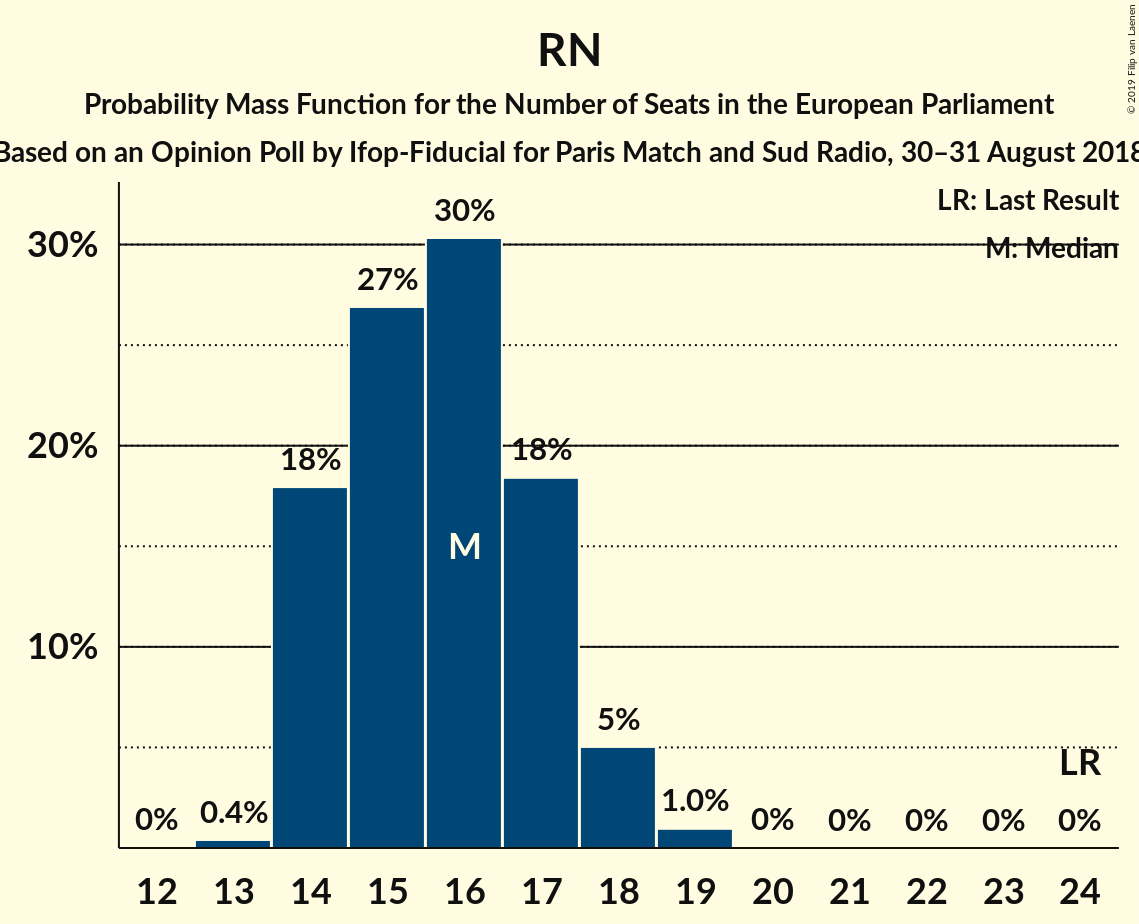 RN
Probability Mass Function for the Number of Seats in the European Parliament
Based on an Opinion Poll by Ifop-Fiducial for Paris Match and Sud Radio, 30–31 August 2018
© 2019 Filip van Laenen
LR: Last Result
M: Median
30%
20%
10%
0%
0.4%
18%
27%
30%
18%
5%
1.0%
0%
0%
0%
0%
0%
M
LR
12 13 14 15 16 17 18 19 20 21 22 23 24